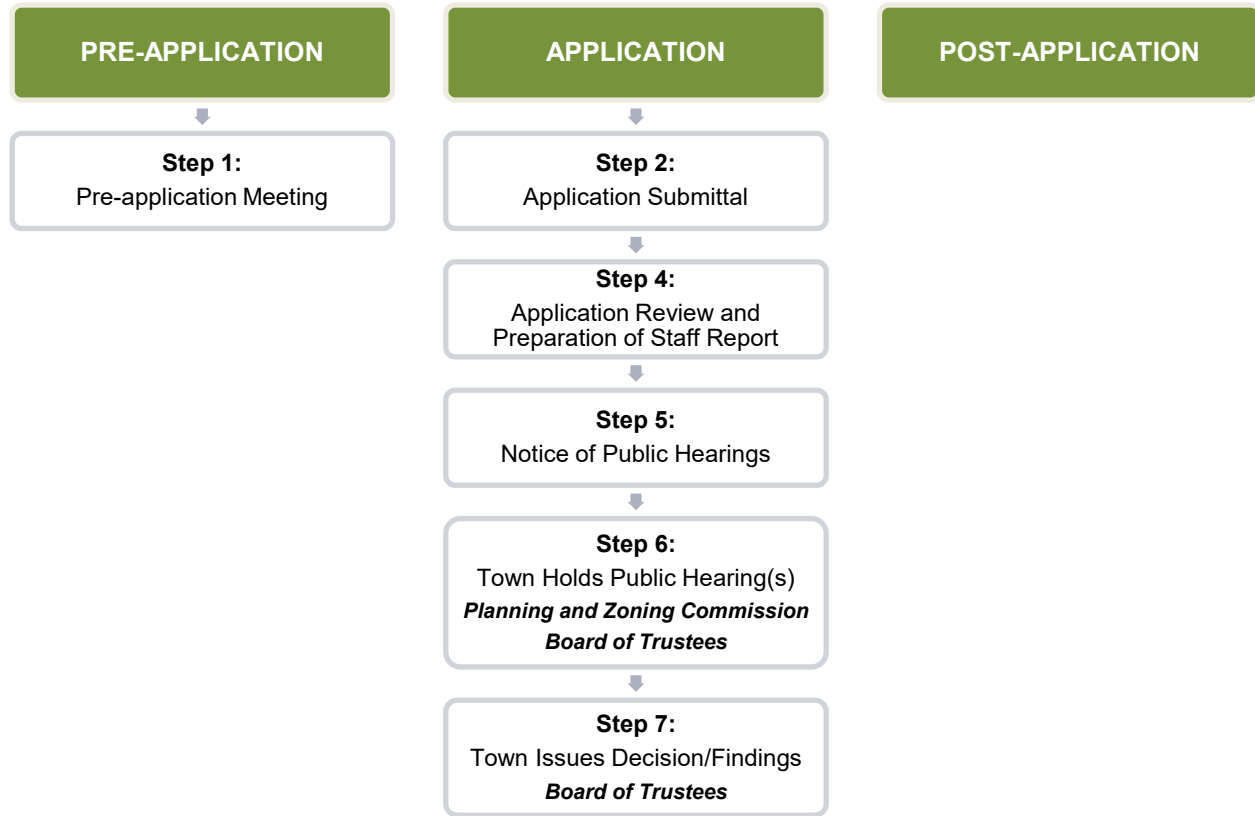 PRE-APPLICATION
APPLICATION
POST-APPLICATION
Step 1:
Pre-application Meeting
Step 2:
Application Submittal
Step 4:
Application Review and
Preparation of Staff Report
Step 5:
Notice of Public Hearings
Step 6:
Town Holds Public Hearing(s)
Planning and Zoning Commission
Board of Trustees
Step 7:
Town Issues Decision/Findings
Board of Trustees